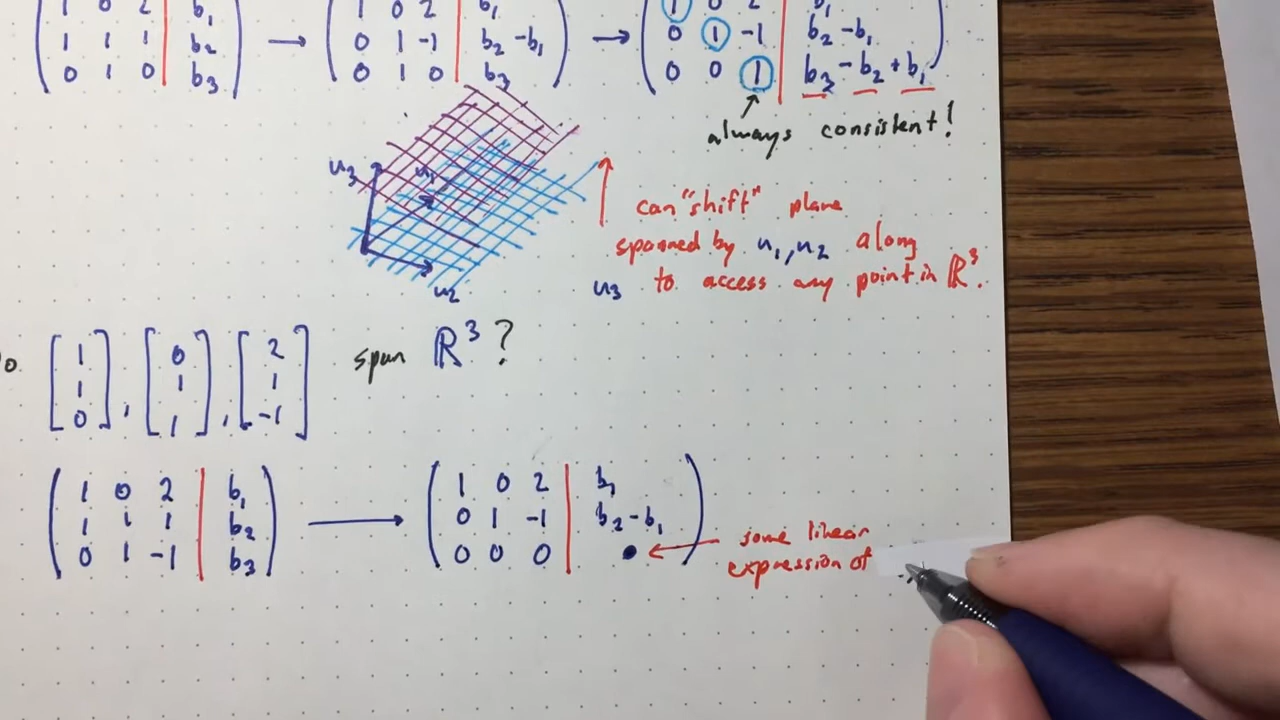 1 0 2 | b₁ 1 0 2 | b₁ 1 0 2 | b₁
1 1 1 | b₂ → 0 1 -1 | b₂ - b₁ → 0 1 -1 | b₂ - b₁
0 1 0 | b₃ 0 1 0 | b₃ 0 0 1 | b₃ - b₂ + b₁
always consistent!
u₃ u₁
u₂
can "shift" plane
spanned by u₁, u₂ along
u₃ to access any point in ℝ³.
Do [1 1 0], [0 1 1], [2 1 -1] span ℝ³?
1 0 2 | b₁ 1 0 2 | b₁
1 1 1 | b₂ → 0 1 -1 | b₂ - b₁
0 1 -1 | b₃ 0 0 0 | •
← some linear
expression of